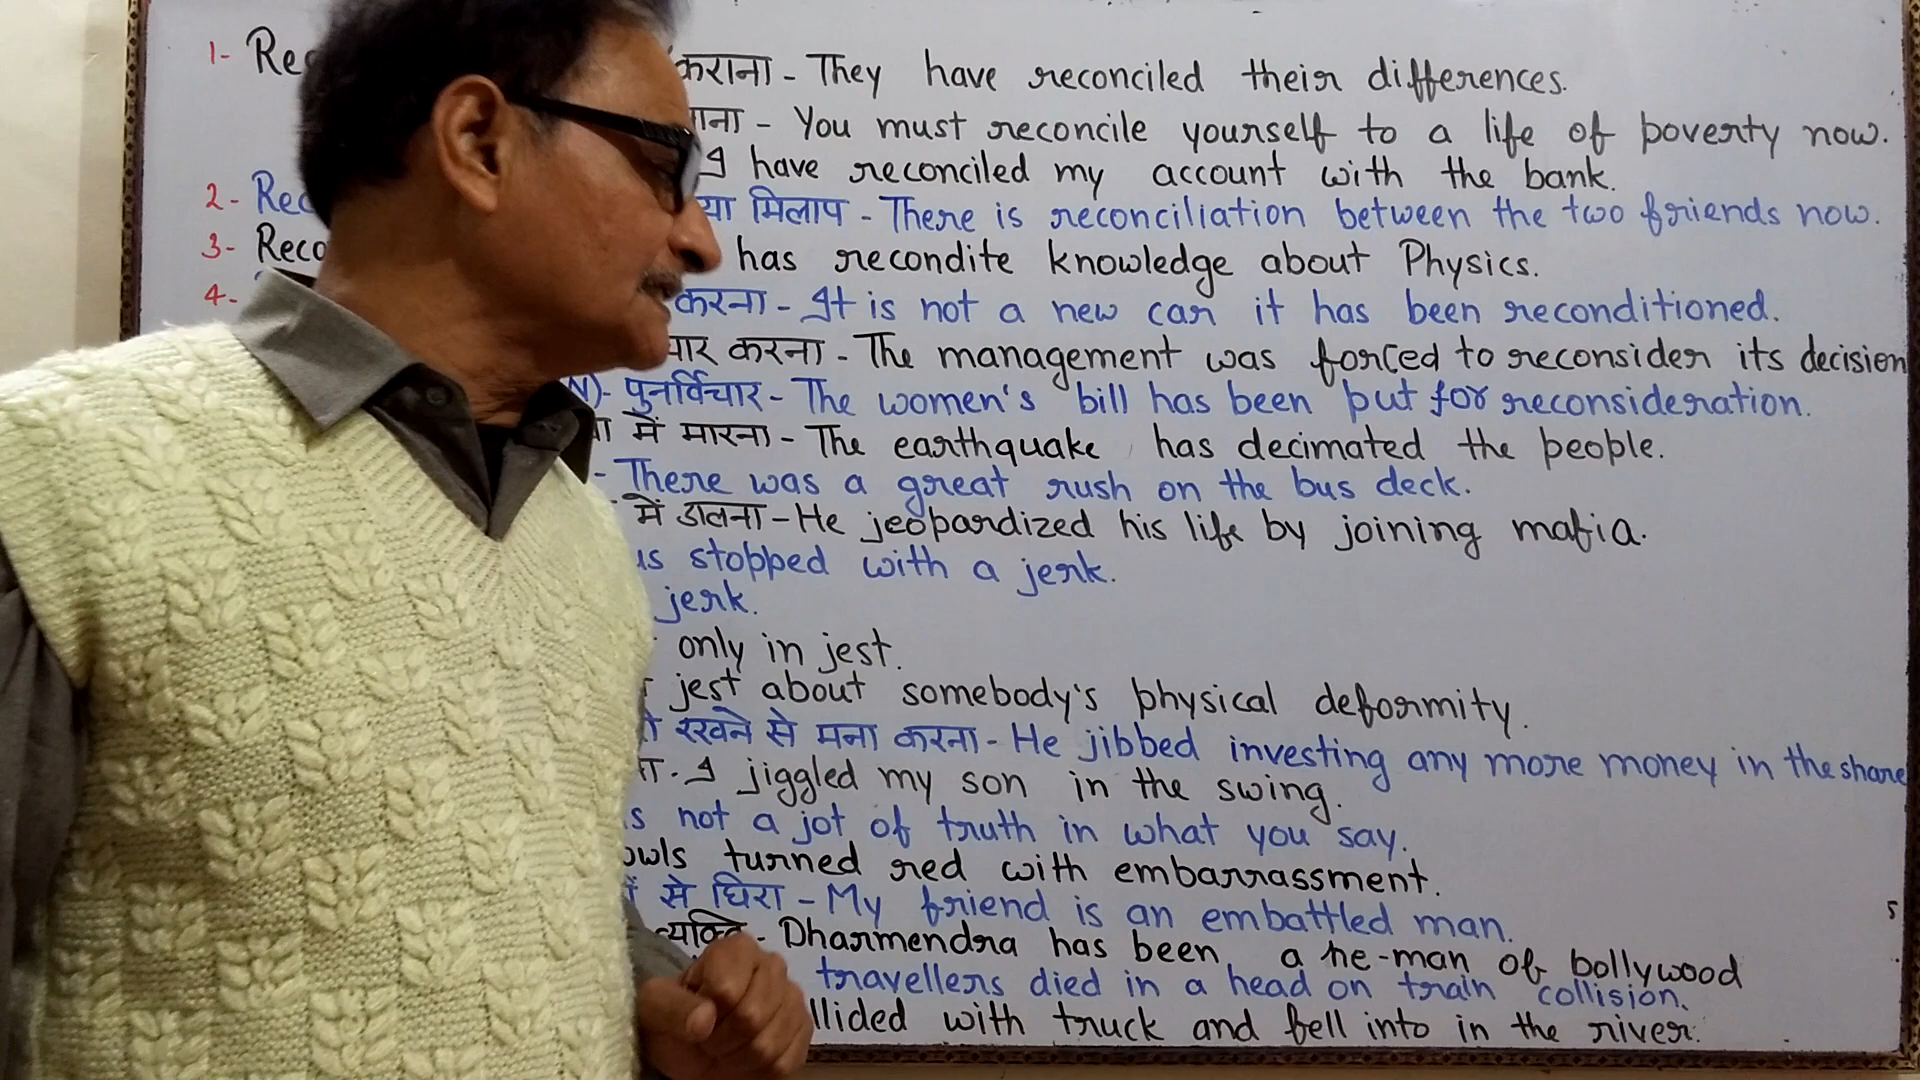 1- कराना - They have reconciled their differences.
- You must reconcile yourself to a life of poverty now.
I have reconciled my account with the bank.
2- या मिलाप - There is reconciliation between the two friends now.
3- has recondite knowledge about Physics.
4- करना - It is not a new car it has been reconditioned.
करना - The management was forced to reconsider its decision
N)- पुनर्विचार - The women's bill has been put for reconsideration.
में मारना - The earthquake has decimated the people.
- There was a great rush on the bus deck.
में डालना - He jeopardized his life by joining mafia.
stopped with a jerk.
jerk.
only in jest.
jest about somebody's physical deformity.
रखने से मना करना - He jibbed investing any more money in the share
I jiggled my son in the swing.
not a jot of truth in what you say.
turned red with embarrassment.
से घिरा - My friend is an embattled man.
व्यक्ति - Dharmendra has been a he-man of bollywood
travellers died in a head on train collision.
with truck and fell into in the river.